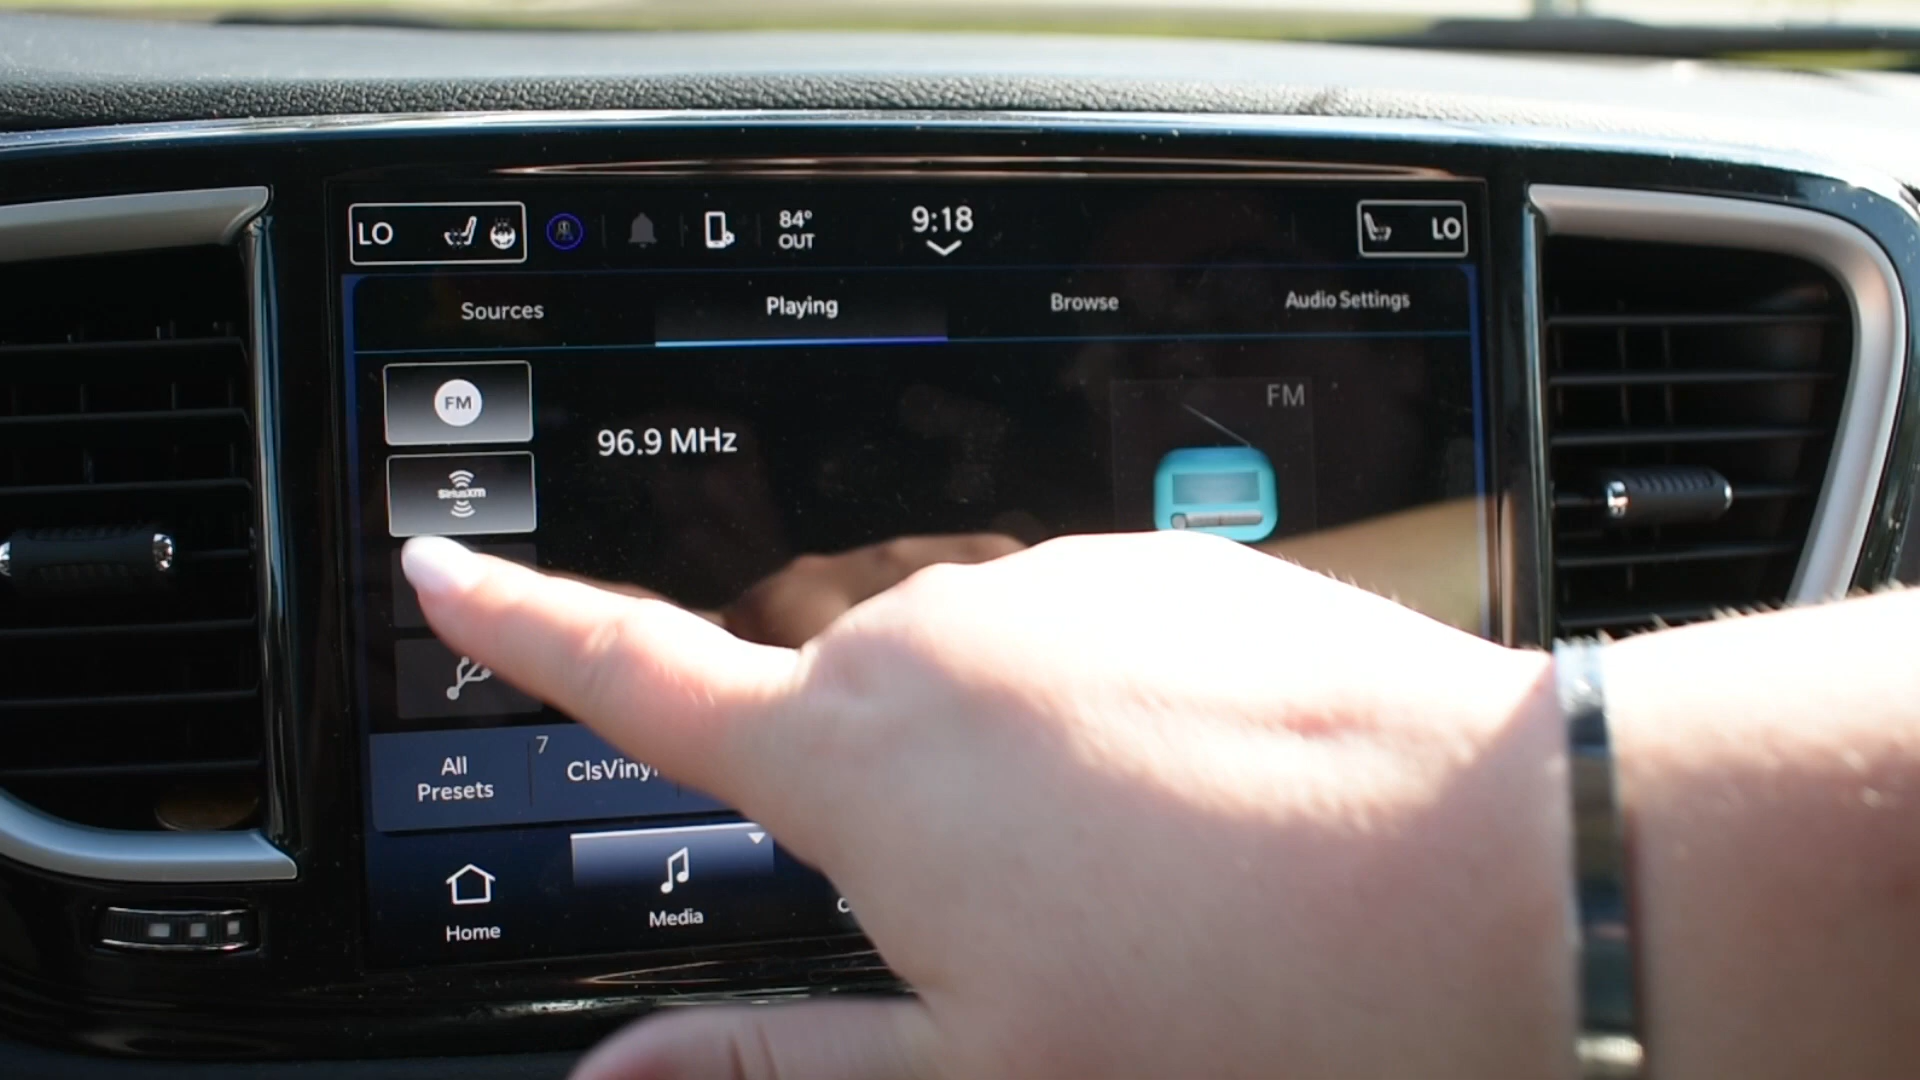 LO
84°
OUT
9:18
LO
Sources
Playing
Browse
Audio Settings
FM
FM
96.9 MHz
SiriusXM
7
All
Presets
ClsViny
Home
Media